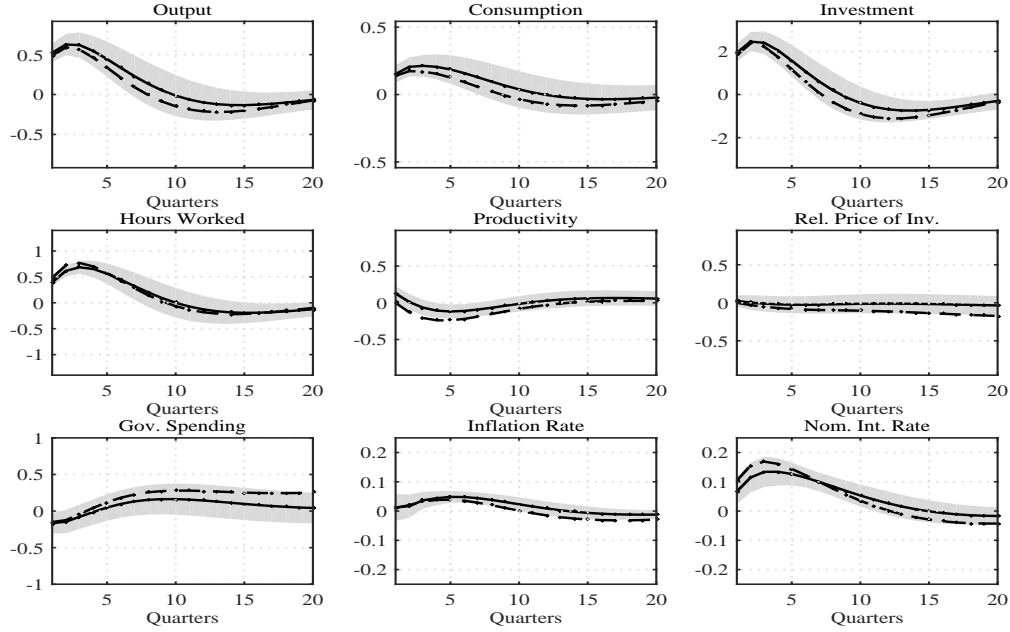 Output
Consumption
Investment
0.5
0
-0.5
0.5
0
-0.5
2
0
-2
5 10 15 20
5 10 15 20
5 10 15 20
Quarters
Quarters
Quarters
Hours Worked
Productivity
Rel. Price of Inv.
1
0.5
0
-0.5
-1
0.5
0
-0.5
0.5
0
-0.5
5 10 15 20
5 10 15 20
5 10 15 20
Quarters
Quarters
Quarters
Gov. Spending
Inflation Rate
Nom. Int. Rate
1
0.5
0
-0.5
-1
0.2
0.1
0
-0.1
-0.2
0.2
0.1
0
-0.1
-0.2
5 10 15 20
5 10 15 20
5 10 15 20
Quarters
Quarters
Quarters